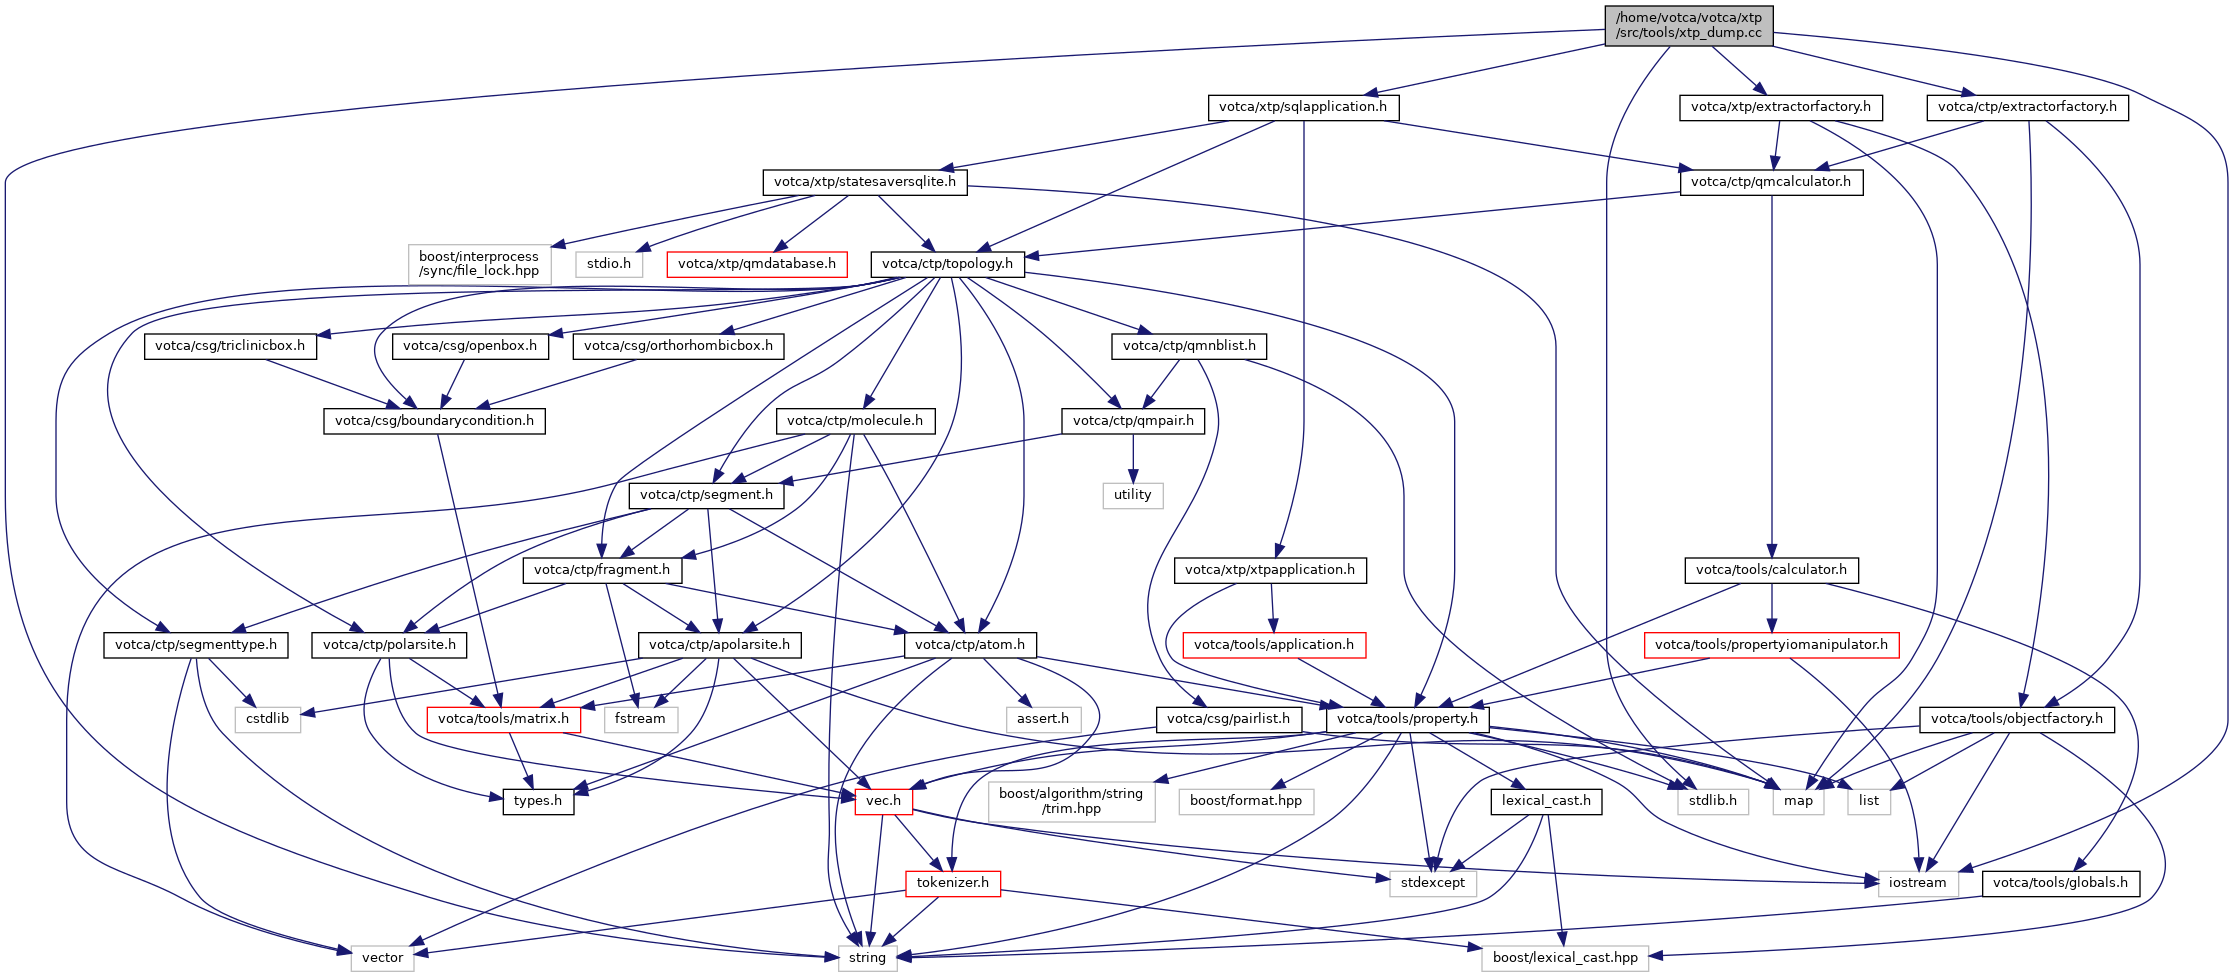 /home/votca/votca/xtp
/src/tools/xtp_dump.cc
votca/xtp/sqlapplication.h
votca/xtp/extractorfactory.h
votca/ctp/extractorfactory.h
votca/xtp/statesaversqlite.h
votca/ctp/qmcalculator.h
boost/interprocess
/sync/file_lock.hpp
stdio.h
votca/xtp/qmdatabase.h
votca/ctp/topology.h
votca/csg/triclinicbox.h
votca/csg/openbox.h
votca/csg/orthorhombicbox.h
votca/ctp/qmnblist.h
votca/csg/boundarycondition.h
votca/ctp/molecule.h
votca/ctp/qmpair.h
votca/ctp/segment.h
utility
votca/ctp/fragment.h
votca/xtp/xtpapplication.h
votca/tools/calculator.h
votca/ctp/segmenttype.h
votca/ctp/polarsite.h
votca/ctp/apolarsite.h
votca/ctp/atom.h
votca/tools/application.h
votca/tools/propertyiomanipulator.h
cstdlib
votca/tools/matrix.h
fstream
assert.h
votca/csg/pairlist.h
votca/tools/property.h
votca/tools/objectfactory.h
types.h
vec.h
boost/algorithm/string
/trim.hpp
boost/format.hpp
lexical_cast.h
stdlib.h
map
list
tokenizer.h
stdexcept
iostream
votca/tools/globals.h
vector
string
boost/lexical_cast.hpp